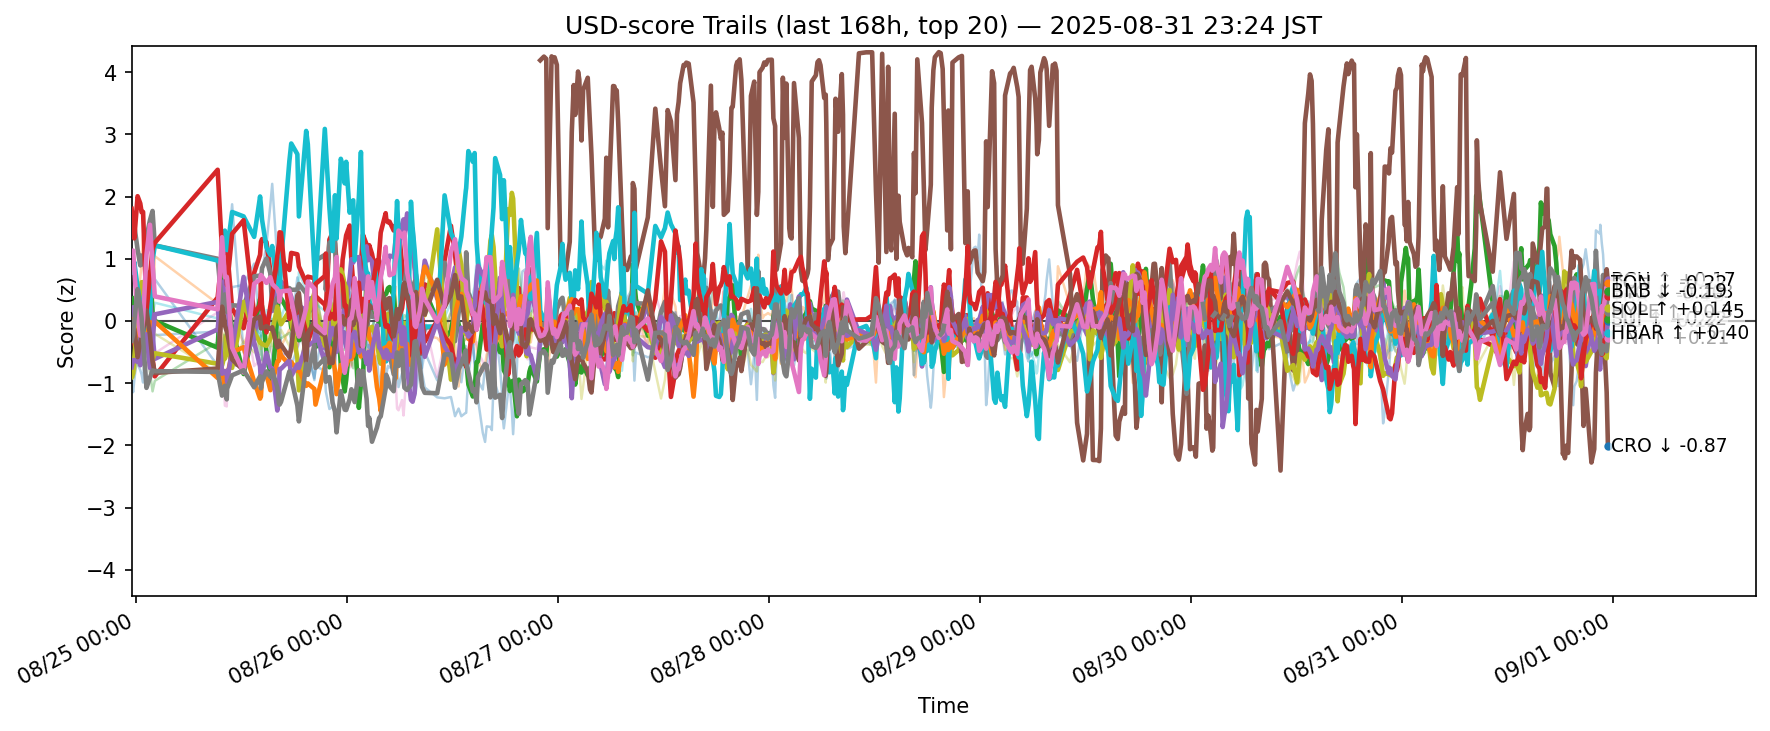 USD-score Trails (last 168h, top 20) — 2025-08-31 23:24 JST
Score (z)
4
3
2
1
0
−1
−2
−3
−4
BNB ↓ -0.19
SOL ↑ +0.14
HBAR ↑ +0.40
CRO ↓ -0.87
08/25 00:00
08/26 00:00
08/27 00:00
08/28 00:00
08/29 00:00
08/30 00:00
08/31 00:00
09/01 00:00
Time